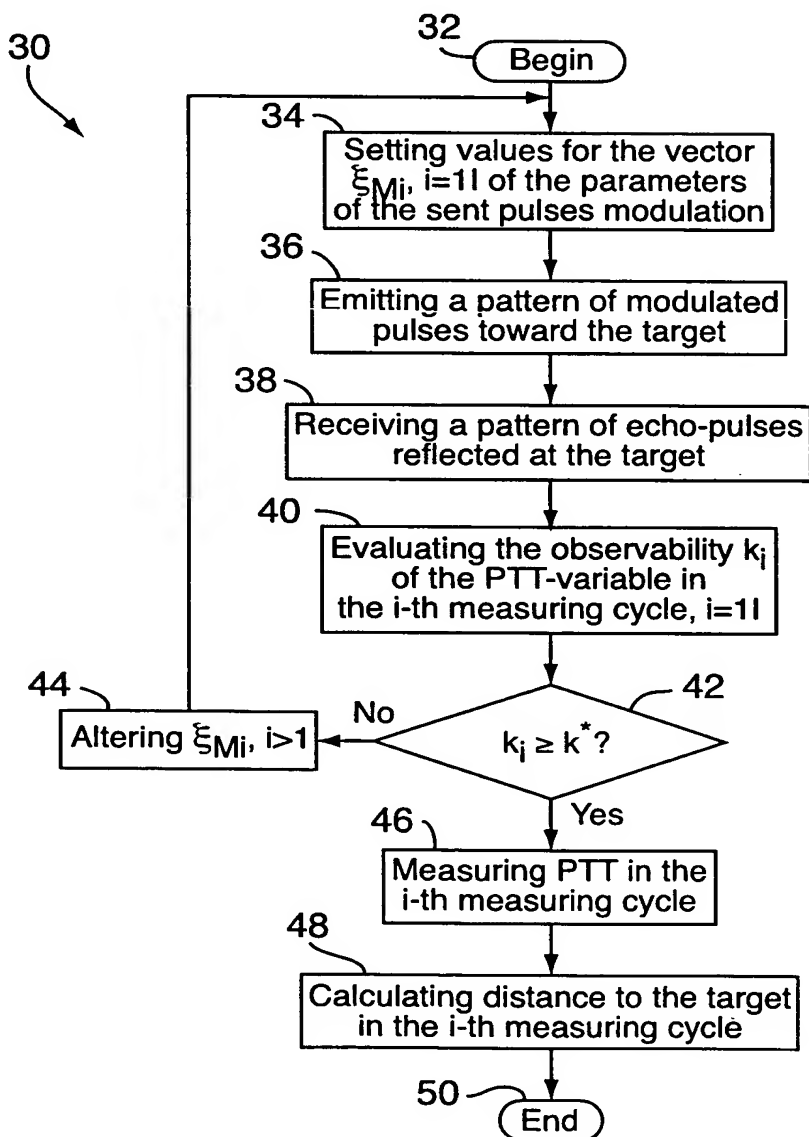 30
32
Begin
34
Setting values for the vector
ξMi, i=1I of the parameters
of the sent pulses modulation
36
Emitting a pattern of modulated
pulses toward the target
38
Receiving a pattern of echo-pulses
reflected at the target
40
Evaluating the observability ki
of the PTT-variable in
the i-th measuring cycle, i=1I
42
ki ≥ k*?
No
44
Altering ξMi, i>1
Yes
46
Measuring PTT in the
i-th measuring cycle
48
Calculating distance to the target
in the i-th measuring cycle
50
End